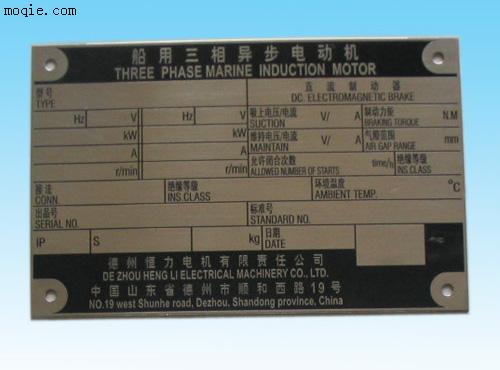 moqie.com
船用三相异步电动机
THREE PHASE MARINE INDUCTION MOTOR
型号
TYPE
直流制动器
DC. ELECTROMAGNETIC BRAKE
Hz V Hz V
吸上电压/电流 V/ A 制动力矩 N.M
SUCTION BRAKING TORQUE
kW kW
维持电压/电流 V/ A 气隙范围 mm
MAINTAIN AIR GAP RANGE
A A
允许闭合次数 time/h 绝缘等级
ALLOWED NUMBER OF STARTS INS.CLASS
r/min r/min
接法 绝缘等级 环境温度 °C
CONN. INS.CLASS AMBIENT TEMP.
出品号 标准号
SERIAL NO. STANDARD NO.
IP S kg 日期
DATE
德州恒力电机有限责任公司
DE ZHOU HENG LI ELECTRICAL MACHINERY CO., LTD.
中国山东省德州市顺和西路19号
NO.19 west Shunhe road, Dezhou, Shandong province, China